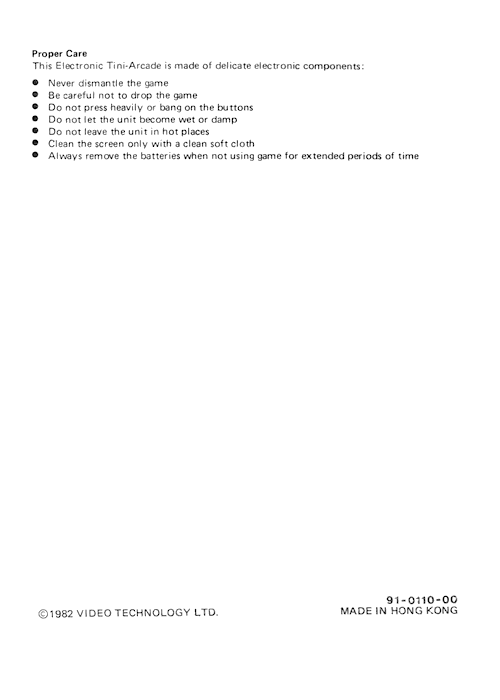 Proper Care
This Electronic Tini-Arcade is made of delicate electronic components:
● Never dismantle the game
● Be careful not to drop the game
● Do not press heavily or bang on the buttons
● Do not let the unit become wet or damp
● Do not leave the unit in hot places
● Clean the screen only with a clean soft cloth
● Always remove the batteries when not using game for extended periods of time
91-0110-00
©1982 VIDEO TECHNOLOGY LTD. MADE IN HONG KONG